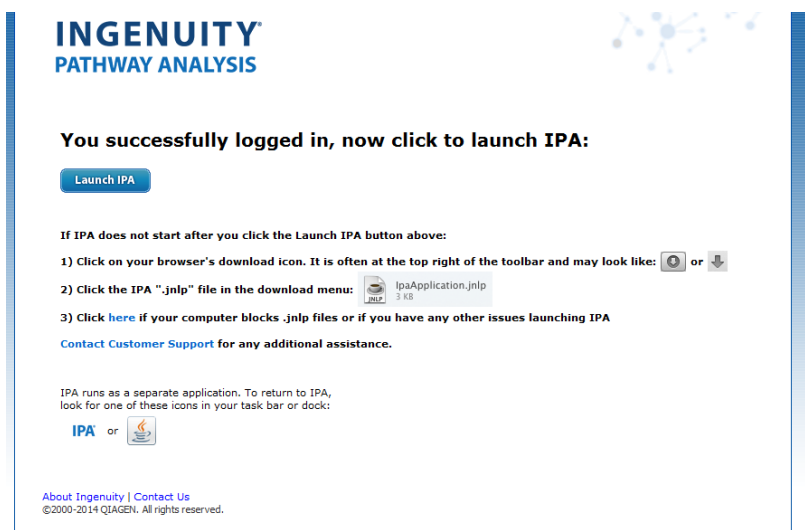 INGENUITY®
PATHWAY ANALYSIS
You successfully logged in, now click to launch IPA:
Launch IPA
If IPA does not start after you click the Launch IPA button above:
1) Click on your browser's download icon. It is often at the top right of the toolbar and may look like: or
2) Click the IPA ".jnlp" file in the download menu: JNLP IpaApplication.jnlp
3 KB
3) Click here if your computer blocks .jnlp files or if you have any other issues launching IPA
Contact Customer Support for any additional assistance.
IPA runs as a separate application. To return to IPA,
look for one of these icons in your task bar or dock:
IPA or
About Ingenuity | Contact Us
©2000-2014 QIAGEN. All rights reserved.